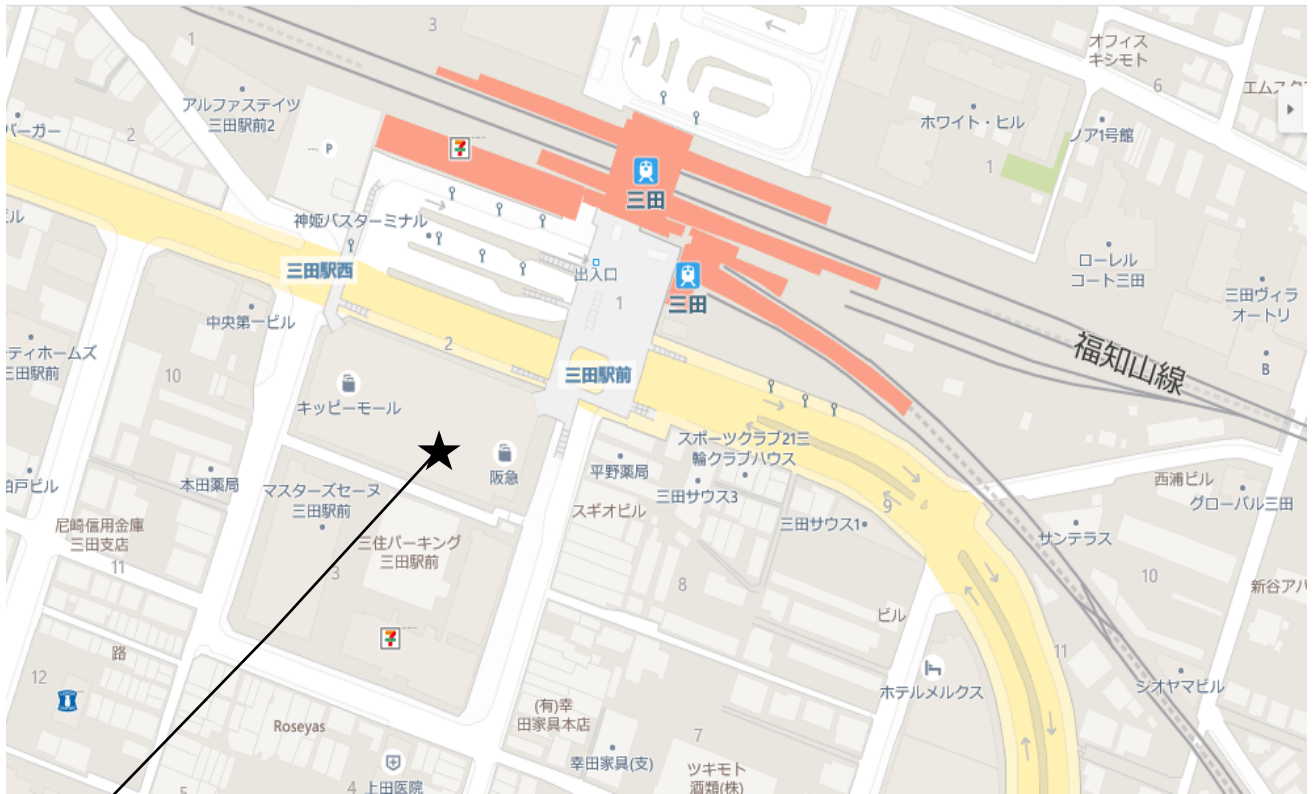 3
1
オフィス
キシモト
6
アルファステイツ
三田駅前2
2
バーガー
P
ホワイト・ヒル
ノア1号館
1
三田
神姫バスターミナル
三田駅西
出入口
1
三田
ローレル
コート三田
三田ヴィラ
オートリ
中央第一ビル
2
福知山線
ティホームズ
三田駅前
10
三田駅前
B
キッピーモール
阪急
スポーツクラブ21三
輪クラブハウス
平野薬局
三田サウス3
西浦ビル
グローバル三田
本田薬局
マスターズセーヌ
三田駅前
スギオビル
9
三田サウス1
サンテラス
尼崎信用金庫
三田支店
11
三住パーキング
三田駅前
3
8
10
新谷アパ
ビル
7
路
11
12
ホテルメルクス
シオヤマビル
Roseyas
(有)幸
田家具本店
7
幸田家具(支)
ツキモト
酒類(株)
4
上田医院
5